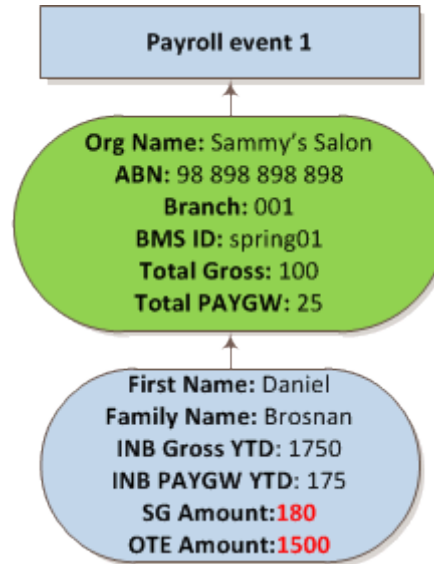 Payroll event 1
Org Name: Sammy's Salon
ABN: 98 898 898 898
Branch: 001
BMS ID: spring01
Total Gross: 100
Total PAYGW: 25
First Name: Daniel
Family Name: Brosnan
INB Gross YTD: 1750
INB PAYGW YTD: 175
SG Amount:180
OTE Amount:1500